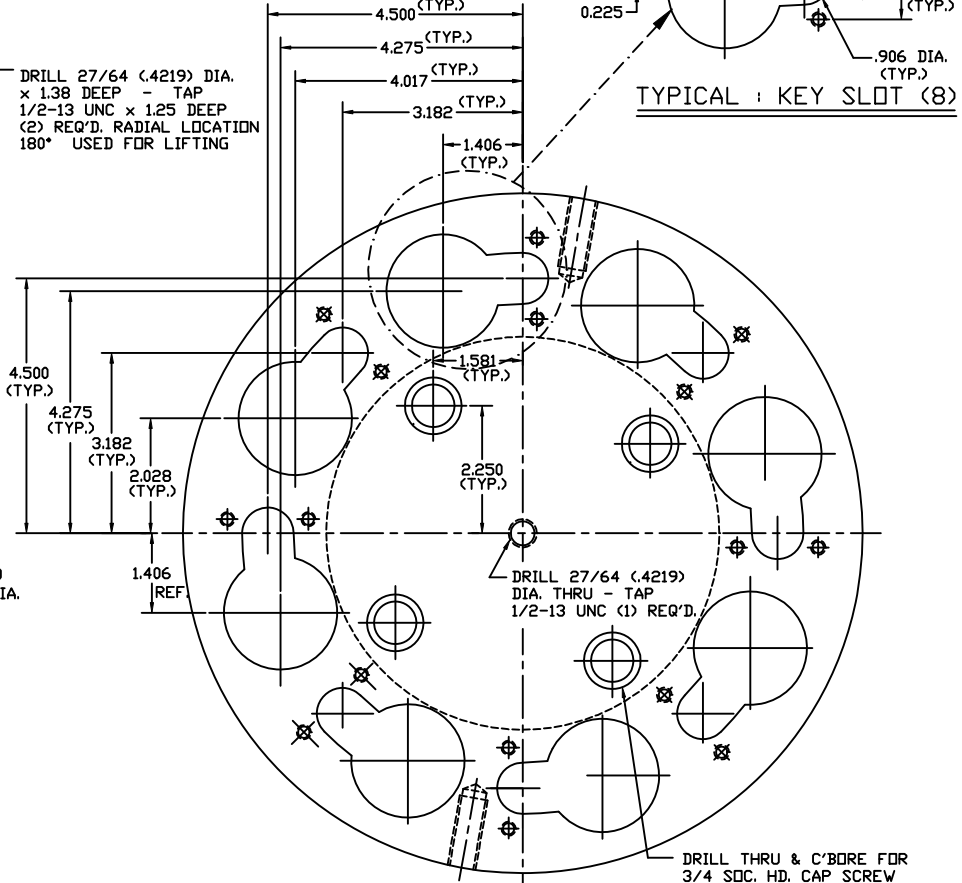 4.500 (TYP.)
4.275 (TYP.)
4.017 (TYP.)
3.182 (TYP.)
1.406
(TYP.)
0.225
(TYP.)
.906 DIA.
(TYP.)
TYPICAL : KEY SLOT (8)
DRILL 27/64 (.4219) DIA.
x 1.38 DEEP - TAP
1/2-13 UNC x 1.25 DEEP
(2) REQ'D. RADIAL LOCATION
180° USED FOR LIFTING
4.500
(TYP.)
4.275
(TYP.)
3.182
(TYP.)
2.028
(TYP.)
1.581
(TYP.)
2.250
(TYP.)
1.406
REF.
IA.
DRILL 27/64 (.4219)
DIA. THRU - TAP
1/2-13 UNC (1) REQ'D.
DRILL THRU & C'BORE FOR
3/4 SOC. HD. CAP SCREW